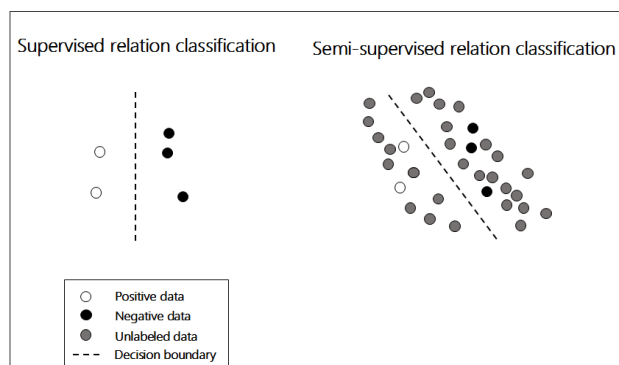 Supervised relation classification
Semi-supervised relation classification
Positive data
Negative data
Unlabeled data
Decision boundary